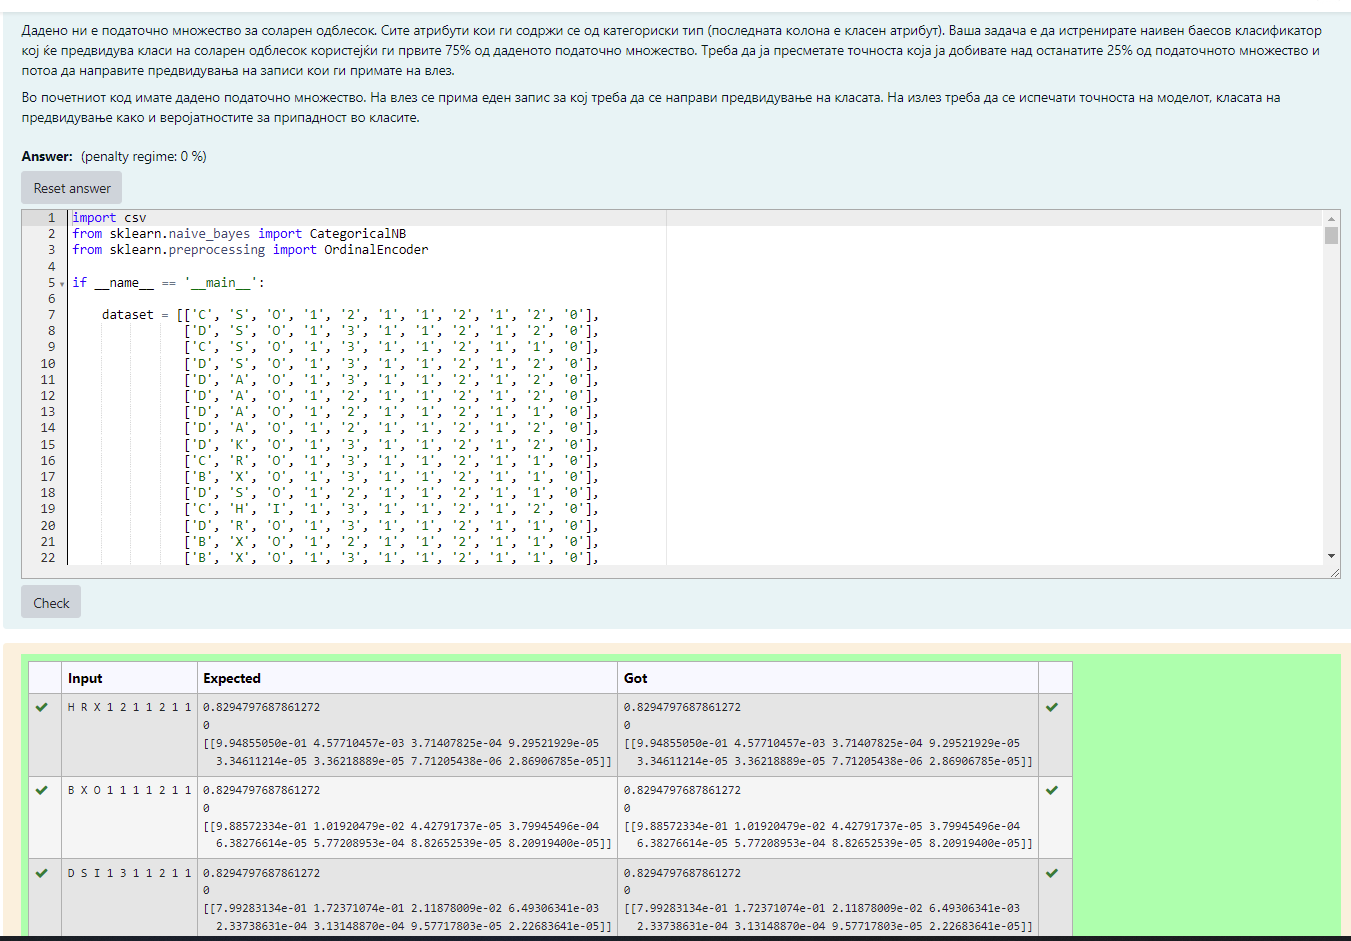 Дадено ни е податочно множество за соларен одблесок. Сите атрибути кои ги содржи се од категориски тип (последната колона е класен атрибут). Ваша задача е да истренирате наивен баесов класификатор
кој ќе предвидува класи на соларен одблесок користејќи ги првите 75% од даденото податочно множество. Треба да ја пресметате точноста која ја добивате над останатите 25% од податочното множество и
потоа да направите предвидувања на записи кои ги примате на влез.
Во почетниот код имате дадено податочно множество. На влез се прима еден запис за кој треба да се направи предвидување на класата. На излез треба да се испечати точноста на моделот, класата на
предвидување како и веројатностите за припадност во класите.
Answer: (penalty regime: 0 %)
Reset answer
1 import csv
2 from sklearn.naive_bayes import CategoricalNB
3 from sklearn.preprocessing import OrdinalEncoder
4
5 if __name__ == '__main__':
6
7 dataset = [['C', 'S', 'O', '1', '2', '1', '1', '2', '1', '2', '0'],
8 ['D', 'S', 'O', '1', '3', '1', '1', '2', '1', '2', '0'],
9 ['C', 'S', 'O', '1', '3', '1', '1', '2', '1', '1', '0'],
10 ['D', 'S', 'O', '1', '3', '1', '1', '2', '1', '2', '0'],
11 ['D', 'A', 'O', '1', '3', '1', '1', '2', '1', '2', '0'],
12 ['D', 'A', 'O', '1', '2', '1', '1', '2', '1', '2', '0'],
13 ['D', 'A', 'O', '1', '2', '1', '1', '2', '1', '1', '0'],
14 ['D', 'A', 'O', '1', '2', '1', '1', '2', '1', '2', '0'],
15 ['D', 'K', 'O', '1', '3', '1', '1', '2', '1', '2', '0'],
16 ['C', 'R', 'O', '1', '3', '1', '1', '2', '1', '1', '0'],
17 ['B', 'X', 'O', '1', '3', '1', '1', '2', '1', '1', '0'],
18 ['D', 'S', 'O', '1', '2', '1', '1', '2', '1', '1', '0'],
19 ['C', 'H', 'I', '1', '3', '1', '1', '2', '1', '2', '0'],
20 ['D', 'R', 'O', '1', '3', '1', '1', '2', '1', '1', '0'],
21 ['B', 'X', 'O', '1', '2', '1', '1', '2', '1', '1', '0'],
22 ['B', 'X', 'O', '1', '3', '1', '1', '2', '1', '1', '0'],
Check
Input Expected Got
H R X 1 2 1 1 2 1 1 0.8294797687861272 0.8294797687861272
0 0
[[9.94855050e-01 4.57710457e-03 3.71407825e-04 9.29521929e-05 [[9.94855050e-01 4.57710457e-03 3.71407825e-04 9.29521929e-05
3.34611214e-05 3.36218889e-05 7.71205438e-06 2.86906785e-05]] 3.34611214e-05 3.36218889e-05 7.71205438e-06 2.86906785e-05]]
B X O 1 1 1 1 2 1 1 0.8294797687861272 0.8294797687861272
0 0
[[9.88572334e-01 1.01920479e-02 4.42791737e-05 3.79945496e-04 [[9.88572334e-01 1.01920479e-02 4.42791737e-05 3.79945496e-04
6.38276614e-05 5.77208953e-04 8.82652539e-05 8.20919400e-05]] 6.38276614e-05 5.77208953e-04 8.82652539e-05 8.20919400e-05]]
D S I 1 3 1 1 2 1 1 0.8294797687861272 0.8294797687861272
0 0
[[7.99283134e-01 1.72371074e-01 2.11878009e-02 6.49306341e-03 [[7.99283134e-01 1.72371074e-01 2.11878009e-02 6.49306341e-03
2.33738631e-04 3.13148870e-04 9.57717803e-05 2.22683641e-05]] 2.33738631e-04 3.13148870e-04 9.57717803e-05 2.22683641e-05]]